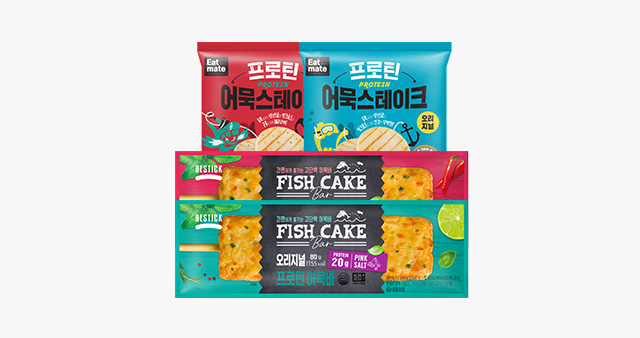 Eat
mate
프로틴
PROTEIN
어묵스테이
Eat
mate
프로틴
PROTEIN
어묵스테이크
오리
지널
BESTICK
간편하게 즐기는 고단백 어묵바
FISH CAKE
Bar
BESTICK
간편하게 즐기는 고단백 어묵바
FISH CAKE
Bar
오리지널 80g
(155 kcal)
PROTEIN
20g
PINK
SALT
프로틴 어묵바